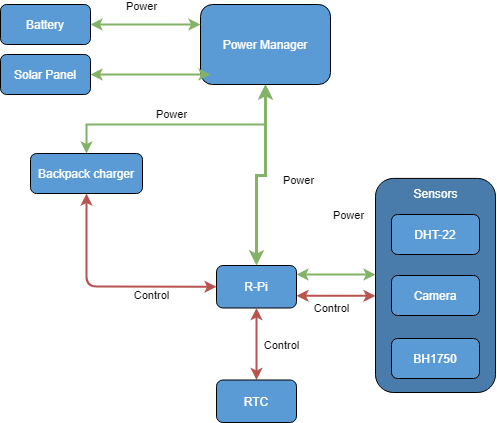 Battery
Power
Power Manager
Solar Panel
Power
Backpack charger
Power
Sensors
Power
DHT-22
R-Pi
Camera
Control
Control
Control
BH1750
RTC